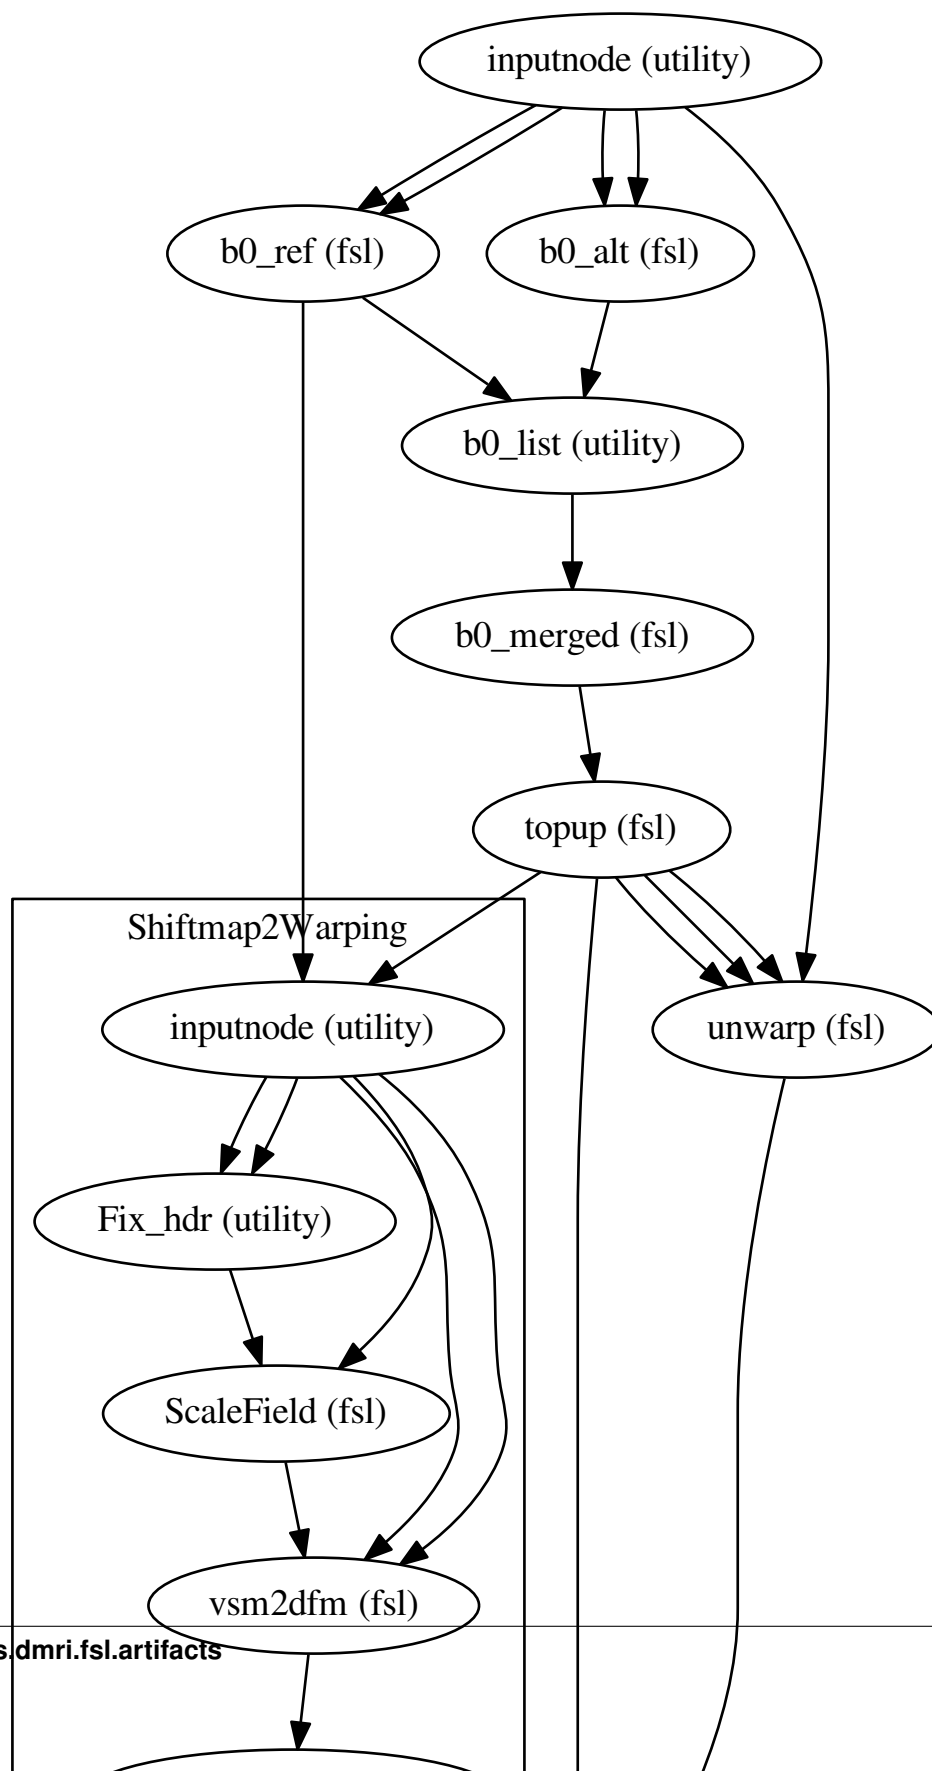 inputnode (utility)
b0_ref (fsl)
b0_alt (fsl)
b0_list (utility)
b0_merged (fsl)
topup (fsl)
Shiftmap2Warping
inputnode (utility)
unwarp (fsl)
Fix_hdr (utility)
ScaleField (fsl)
vsm2dfm (fsl)
s.dmri.fsl.artifacts